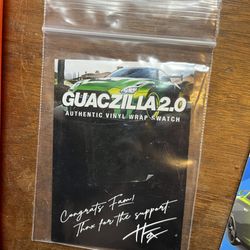 GUACZILLA 2.0
AUTHENTIC VINYL WRAP SWATCH
Congrats Fam!
Thnx for the support